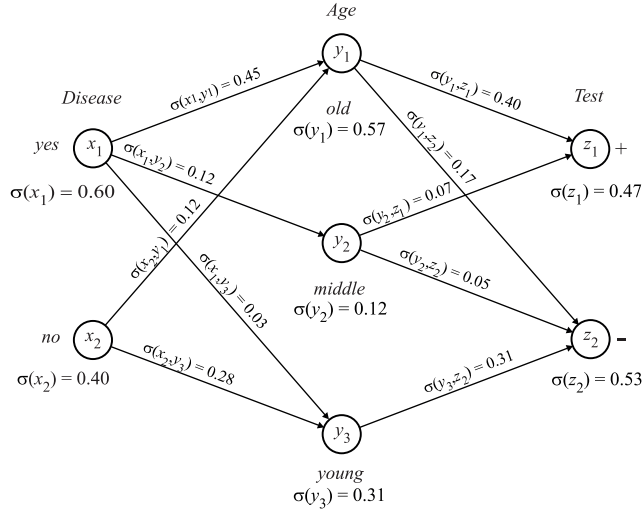 Age
y1
σ(x1,y1) = 0.45
σ(y1,z1) = 0.40
Disease
Test
old
σ(y1) = 0.57
yes
x1
z1
+
σ(x1) = 0.60
σ(x1,y2) = 0.12
σ(y1,z2) = 0.17
σ(z1) = 0.47
σ(x2,y1) = 0.12
σ(y2,z1) = 0.07
y2
σ(x1,y3) = 0.03
σ(y2,z2) = 0.05
middle
σ(y2) = 0.12
no
x2
z2
-
σ(x2) = 0.40
σ(x2,y3) = 0.28
σ(y3,z2) = 0.31
σ(z2) = 0.53
y3
young
σ(y3) = 0.31